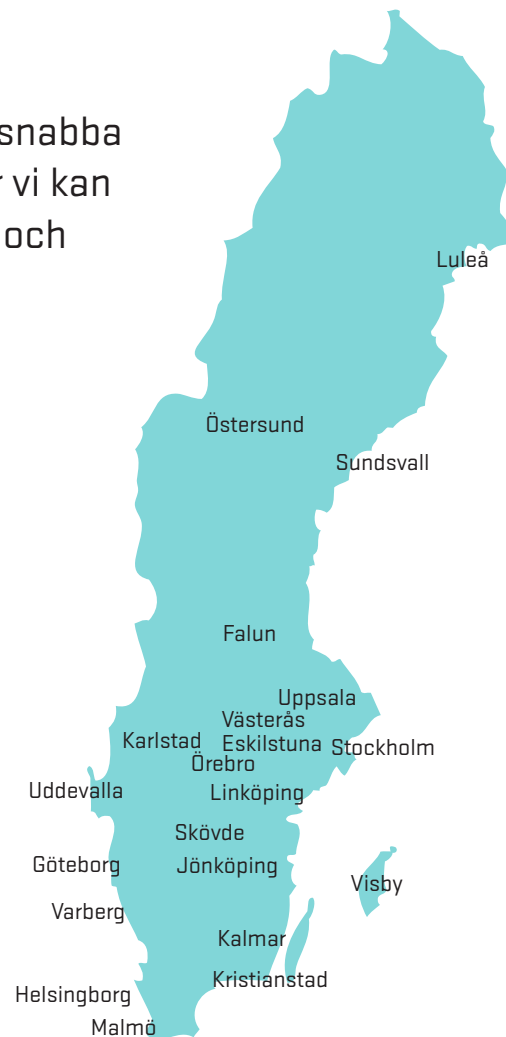 snabba
vi kan
och
Luleå
Östersund
Sundsvall
Falun
Uppsala
Västerås
Karlstad
Eskilstuna
Stockholm
Örebro
Uddevalla
Linköping
Skövde
Göteborg
Jönköping
Visby
Varberg
Kalmar
Kristianstad
Helsingborg
Malmö